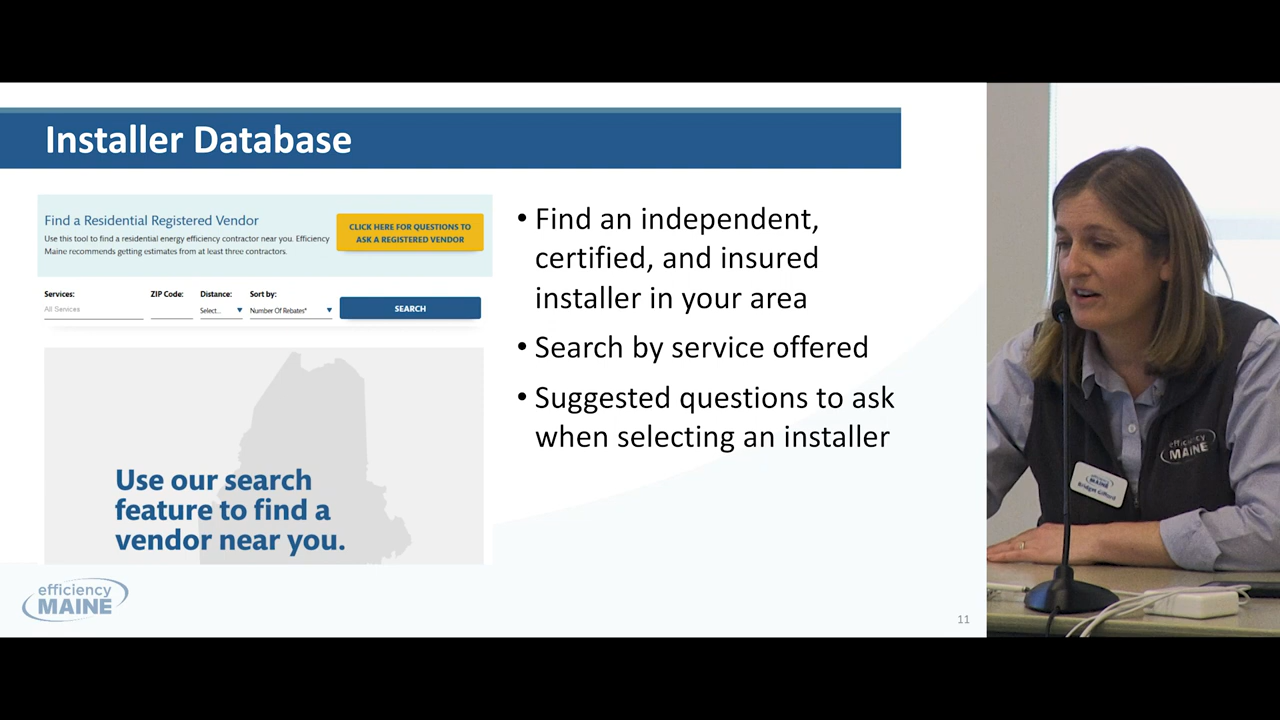 Installer Database
Find a Residential Registered Vendor
Use this tool to find a residential energy efficiency contractor near you. Efficiency
Maine recommends getting estimates from at least three contractors.
CLICK HERE FOR QUESTIONS TO
ASK A REGISTERED VENDOR
Services:
All Services
ZIP Code:
Distance:
Select...
Sort by:
Number Of Rebates*
SEARCH
Use our search
feature to find a
vendor near you.
• Find an independent,
certified, and insured
installer in your area
• Search by service offered
• Suggested questions to ask
when selecting an installer
efficiency
MAINE
11
efficiency
MAINE
efficiency
MAINE
Bridget Gifford